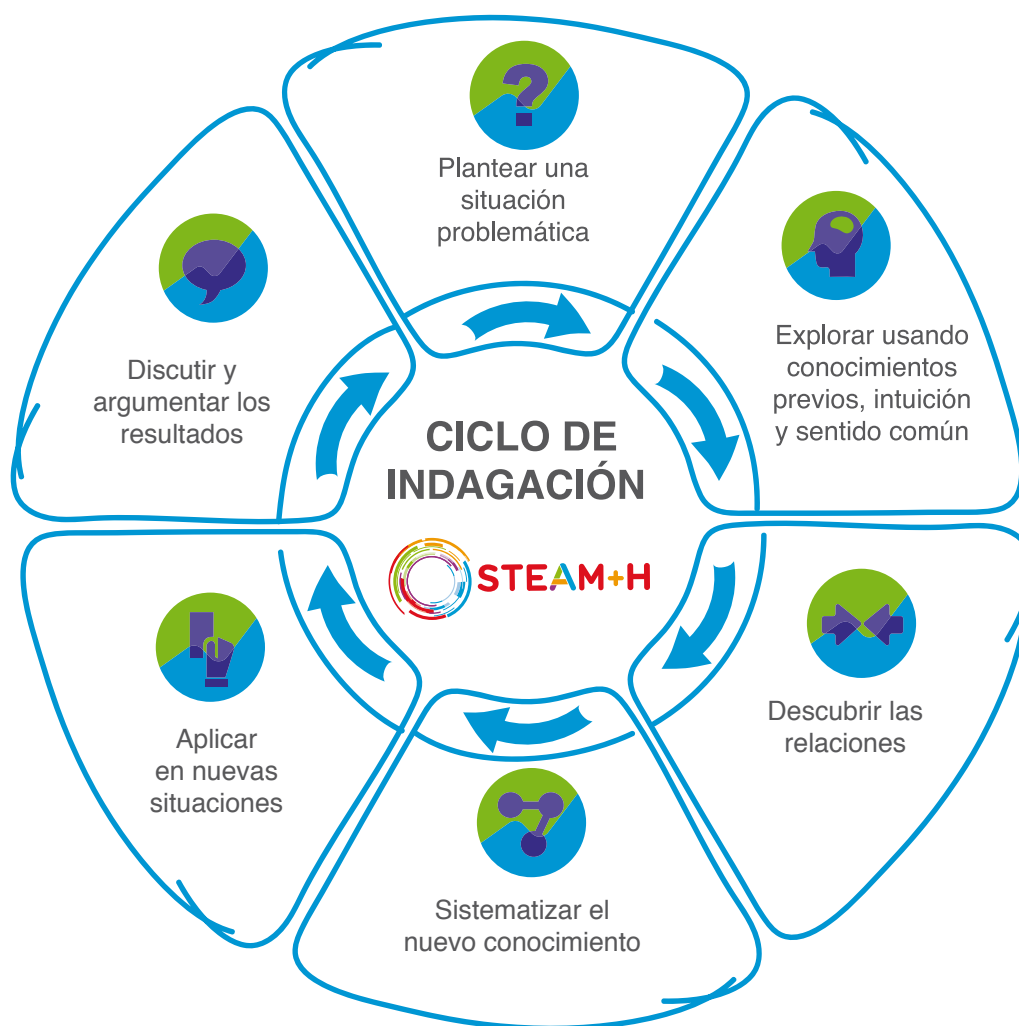 Plantear una
situación
problemática
Explorar usando
conocimientos
previos, intuición
y sentido común
Descubrir las
relaciones
Sistematizar el
nuevo conocimiento
Aplicar
en nuevas
situaciones
Discutir y
argumentar los
resultados
CICLO DE
INDAGACIÓN
STEAM+H